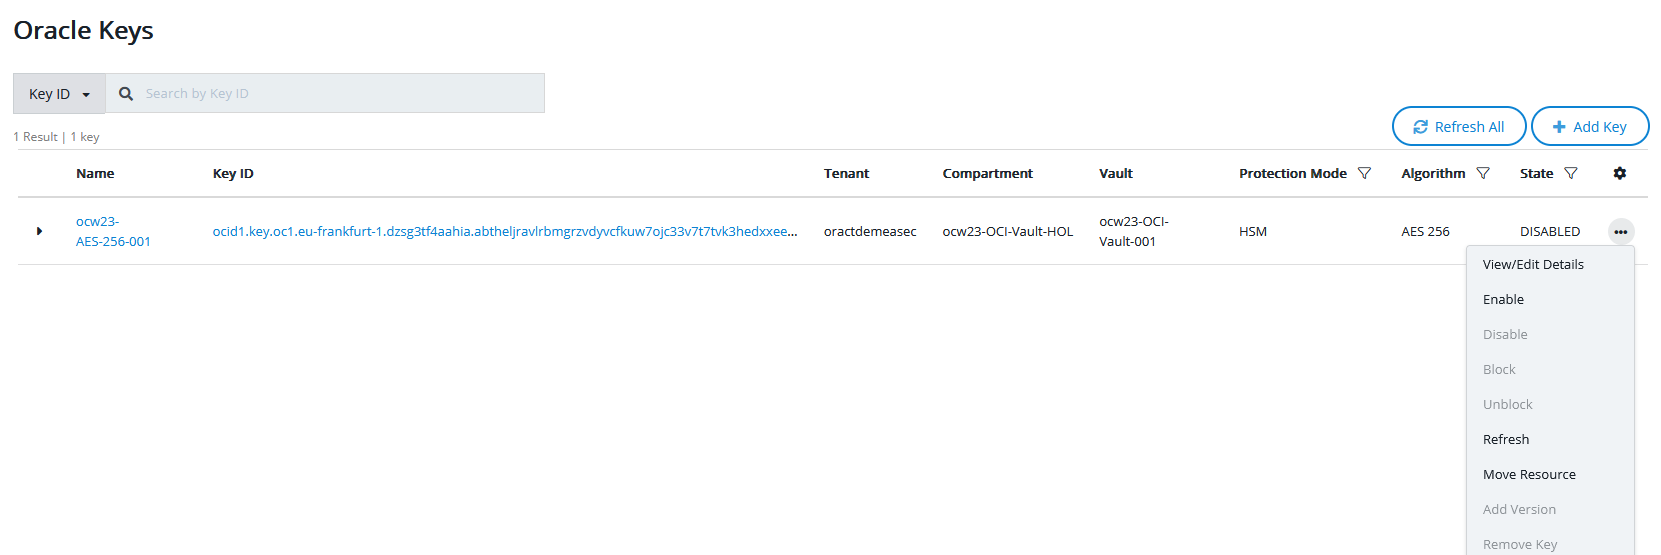 Oracle Keys
Key ID
Search by Key ID
1 Result | 1 key
Refresh All
Add Key
Name Key ID Tenant Compartment Vault Protection Mode Algorithm State
ocw23-
AES-256-001
ocid1.key.oc1.eu-frankfurt-1.dzsg3tf4aahia.abtheljravlrbmgrzvdyvcfkuw7ojc33v7t7tvk3hedxxee...
oractdemeasec
ocw23-OCI-Vault-HOL
ocw23-OCI-
Vault-001
HSM
AES 256
DISABLED
View/Edit Details
Enable
Disable
Block
Unblock
Refresh
Move Resource
Add Version
Remove Key